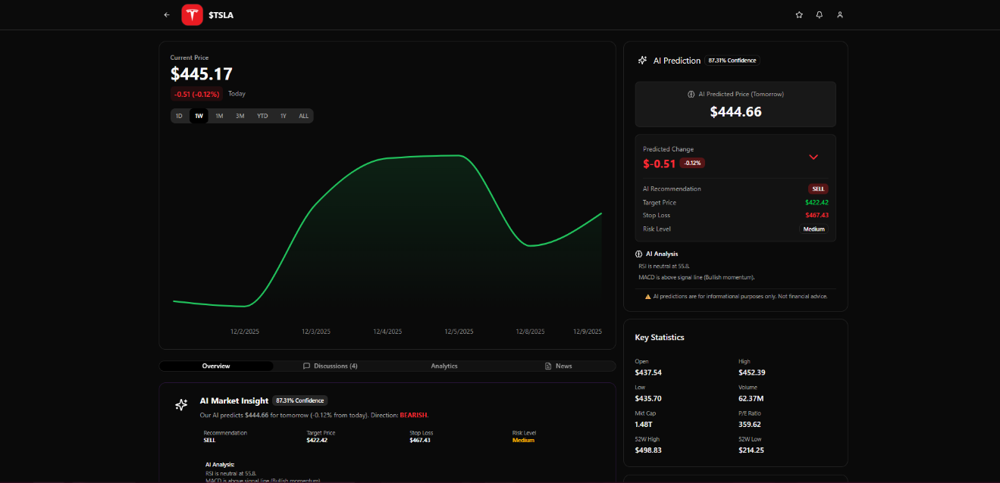 $TSLA
Current Price
$445.17
-0.51 (-0.12%) Today
1D 1W 1M 3M YTD 1Y ALL
12/2/2025 12/3/2025 12/4/2025 12/5/2025 12/8/2025 12/9/2025
Overview Discussions (4) Analytics News
AI Market Insight 87.31% Confidence
Our AI predicts $444.66 for tomorrow (-0.12% from today). Direction: BEARISH.
Recommendation Target Price Stop Loss Risk Level
SELL $422.42 $467.43 Medium
AI Analysis:
RSI is neutral at 55.8.
MACD is above signal line (Bullish momentum).
AI Prediction 87.31% Confidence
AI Predicted Price (Tomorrow)
$444.66
Predicted Change
$-0.51 -0.12%
AI Recommendation SELL
Target Price $422.42
Stop Loss $467.43
Risk Level Medium
AI Analysis
RSI is neutral at 55.8.
MACD is above signal line (Bullish momentum).
AI predictions are for informational purposes only. Not financial advice.
Key Statistics
Open High
$437.54 $452.39
Low Volume
$435.70 62.37M
Mkt Cap P/E Ratio
1.48T 359.62
52W High 52W Low
$498.83 $214.25